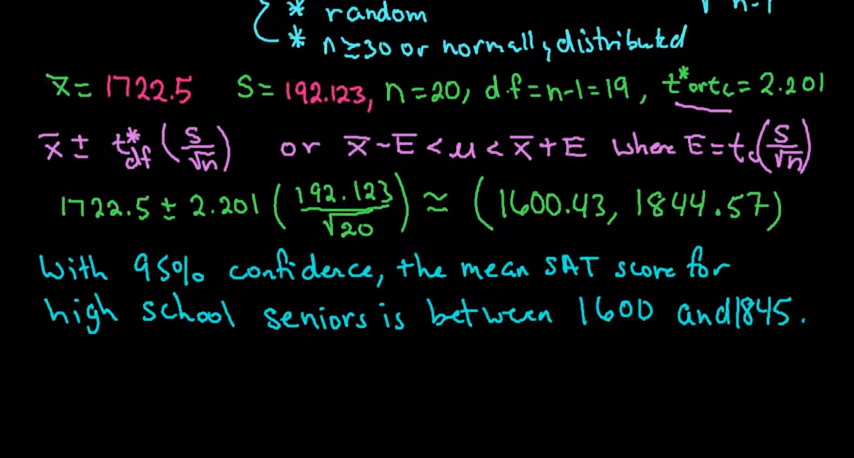 * random
√n-1
* n≥30 or normally distributed
x̄ = 1722.5 S = 192.123, n=20, df=n-1=19, t* or tc = 2.201
x̄ ± t*df (S/√n) or x̄-E < μ < x̄+E where E=tc(S/√n)
1722.5 ± 2.201 (192.123/√20) ≈ (1600.43, 1844.57)
With 95% confidence, the mean SAT score for
high school seniors is between 1600 and 1845.